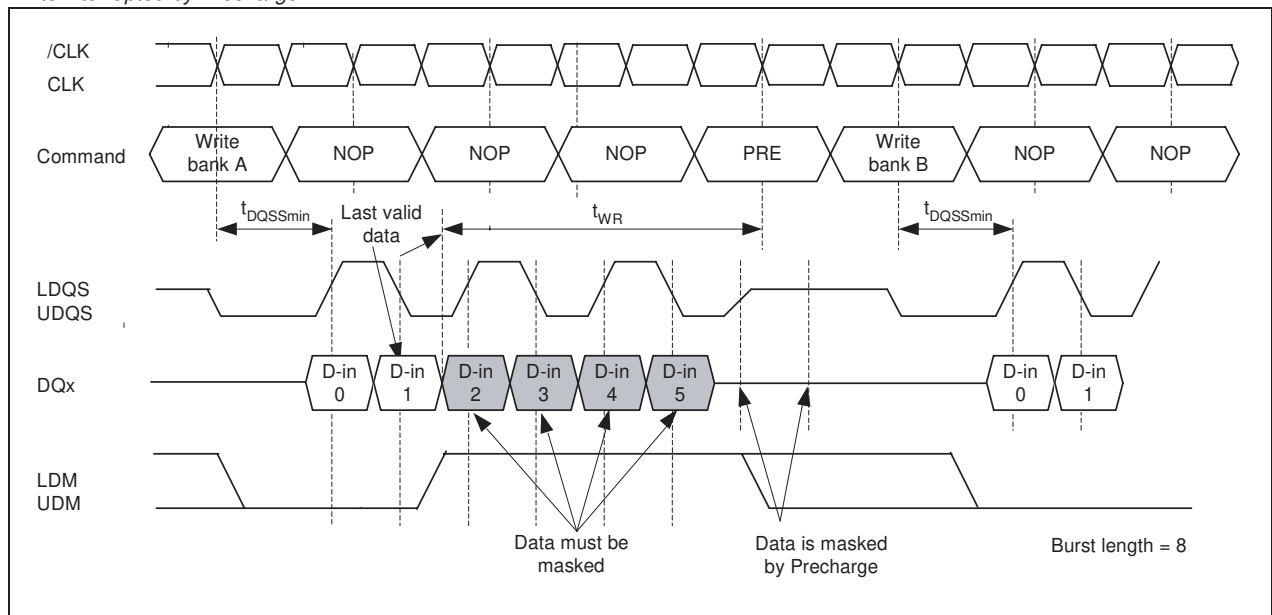 /CLK
CLK
Command
Write
bank A
NOP
NOP
NOP
PRE
Write
bank B
NOP
NOP
tDQSSmin
Last valid
data
tWR
tDQSSmin
LDQS
UDQS
DQx
D-in
0
D-in
1
D-in
2
D-in
3
D-in
4
D-in
5
D-in
0
D-in
1
LDM
UDM
Data must be
masked
Data is masked
by Precharge
Burst length = 8